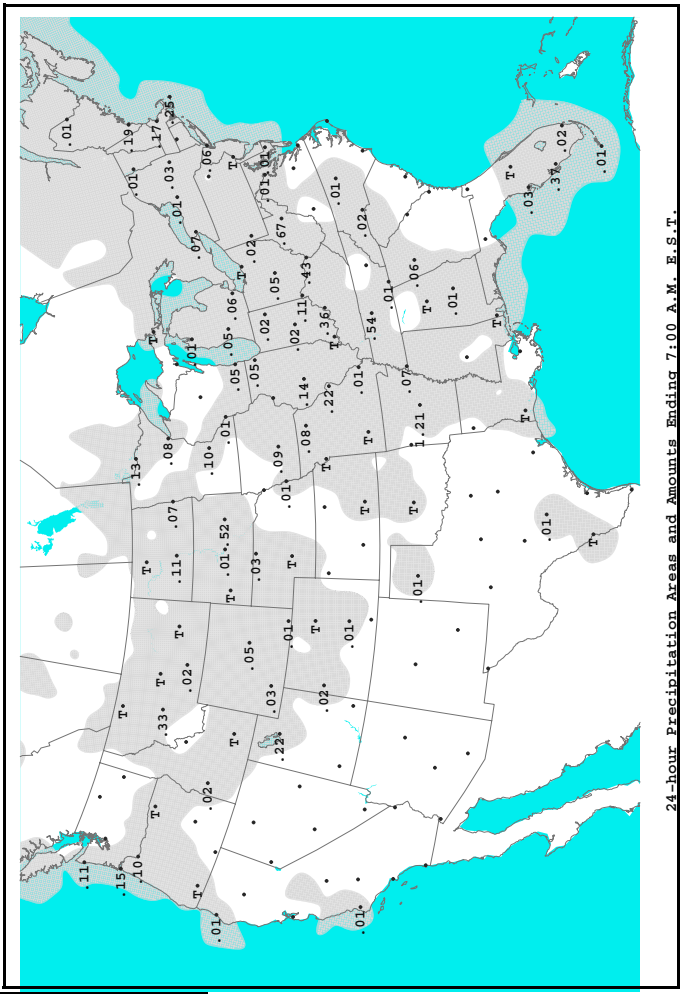 .01
.11
.15
T
.19
.01
.13
.10
T
T
T
.17
T
.33
.08
.03
.25
.07
.11
.01
T
.02
.01
.07
T
.06
.02
.10
.01
.01
.01
.52
.05
T
.06
T
T
.05
T
.05
.02
.05
.03
.02
.01
.01
.03
.05
.09
.22
.67
.01
.01
T
.02
.11
.14
.08
.43
T
.02
.36
T
.22
T
.01
.01
.01
.01
.02
T
T
.54
.01
.07
T
.06
.01
1.21
T
.01
T
T
T
.03
.01
.37
.02
T
.01
24-hour Precipitation Areas and Amounts Ending 7:00 A.M. E.S.T.